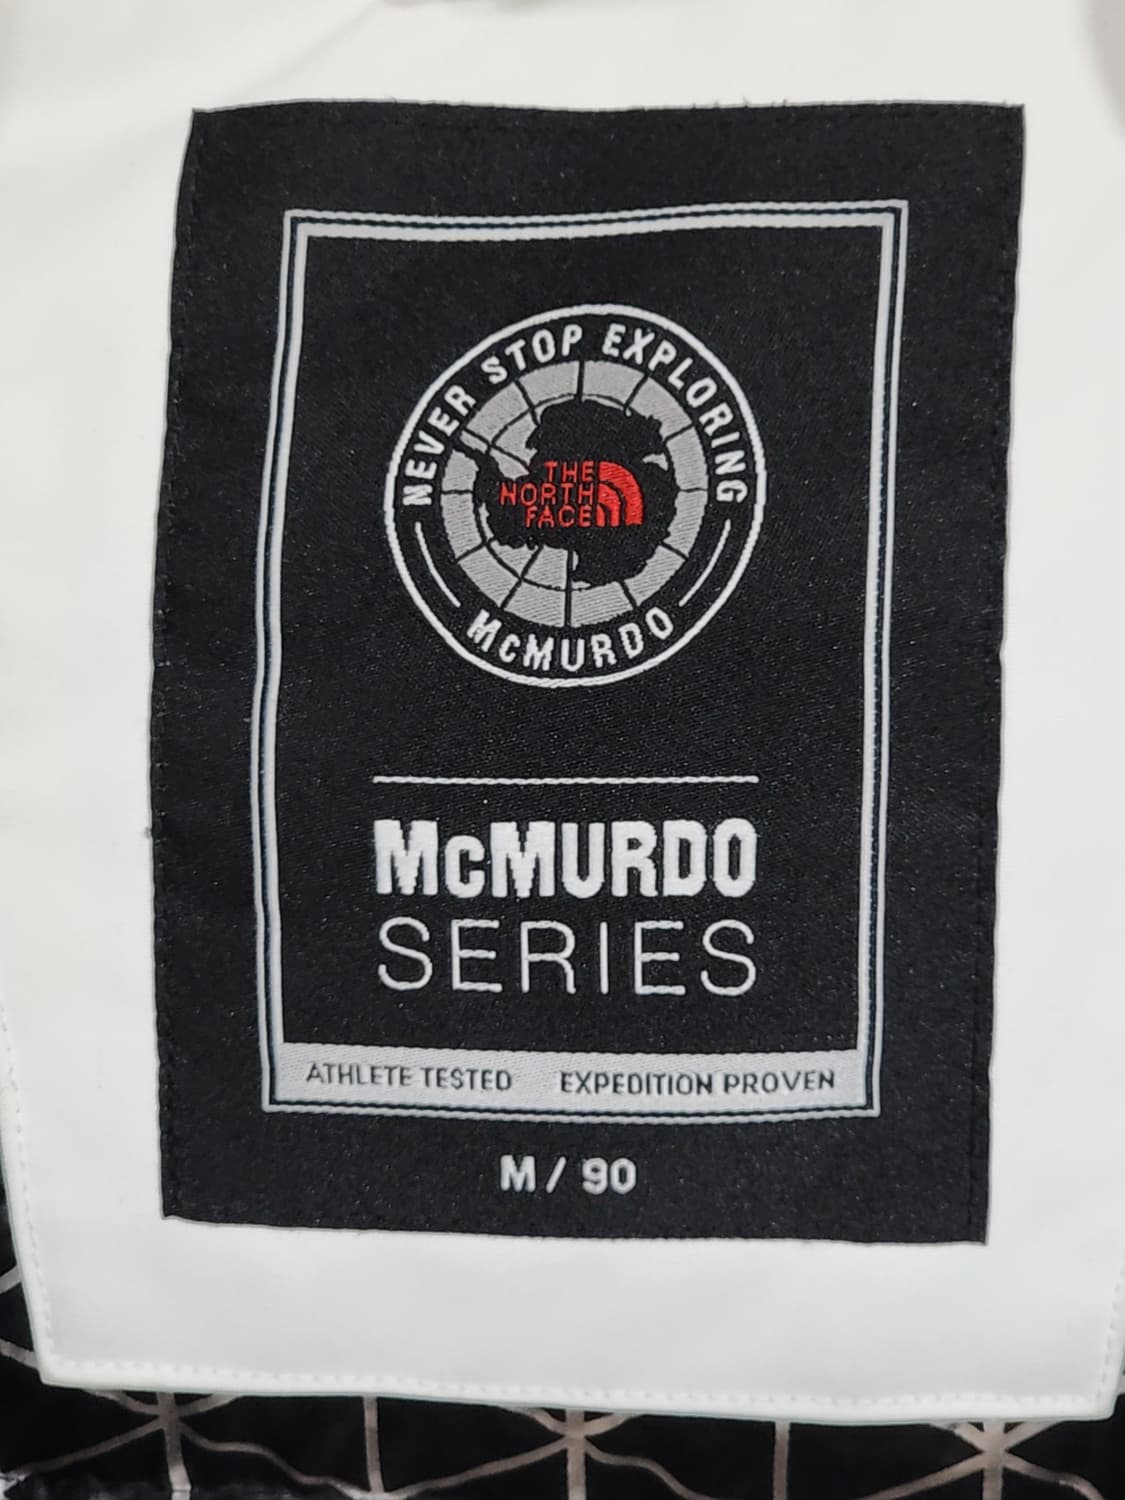 NEVER STOP EXPLORING
THE
NORTH
FACE
McMURDO
McMURDO
SERIES
ATHLETE TESTED EXPEDITION PROVEN
M / 90